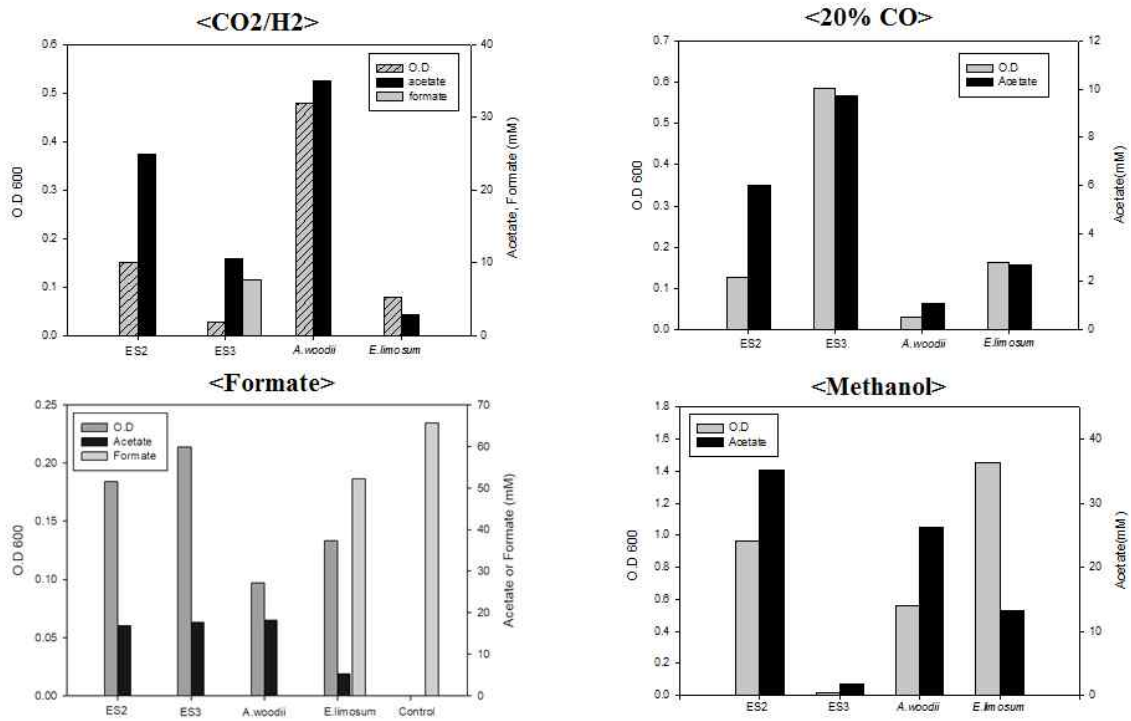 <CO2/H2>
0.6
0.5
0.4
0.3
0.2
0.1
0.0
O.D 600
40
30
20
10
0
Acetate, Formate (mM)
O.D
acetate
formate
ES2
ES3
A.woodii
E.limosum
<20% CO>
0.7
0.6
0.5
0.4
0.3
0.2
0.1
0.0
O.D 600
12
10
8
6
4
2
0
Acetate(mM)
O.D
Acetate
ES2
ES3.
A.woodii
E.limosum
<Formate>
0.25
0.20
0.15
0.10
0.05
0.00
O.D 600
70
60
50
40
30
20
10
0
Acetate or Formate (mM)
O.D
Acetate
Formate
ES2
ES3
A.woodii
E.limosum
Control
<Methanol>
1.8
1.6
1.4
1.2
1.0
0.8
0.6
0.4
0.2
0.0
O.D 600
40
30
20
10
0
Acetate(mM)
O.D
Acetate
ES2
ES3
A.woodii
E.limosum